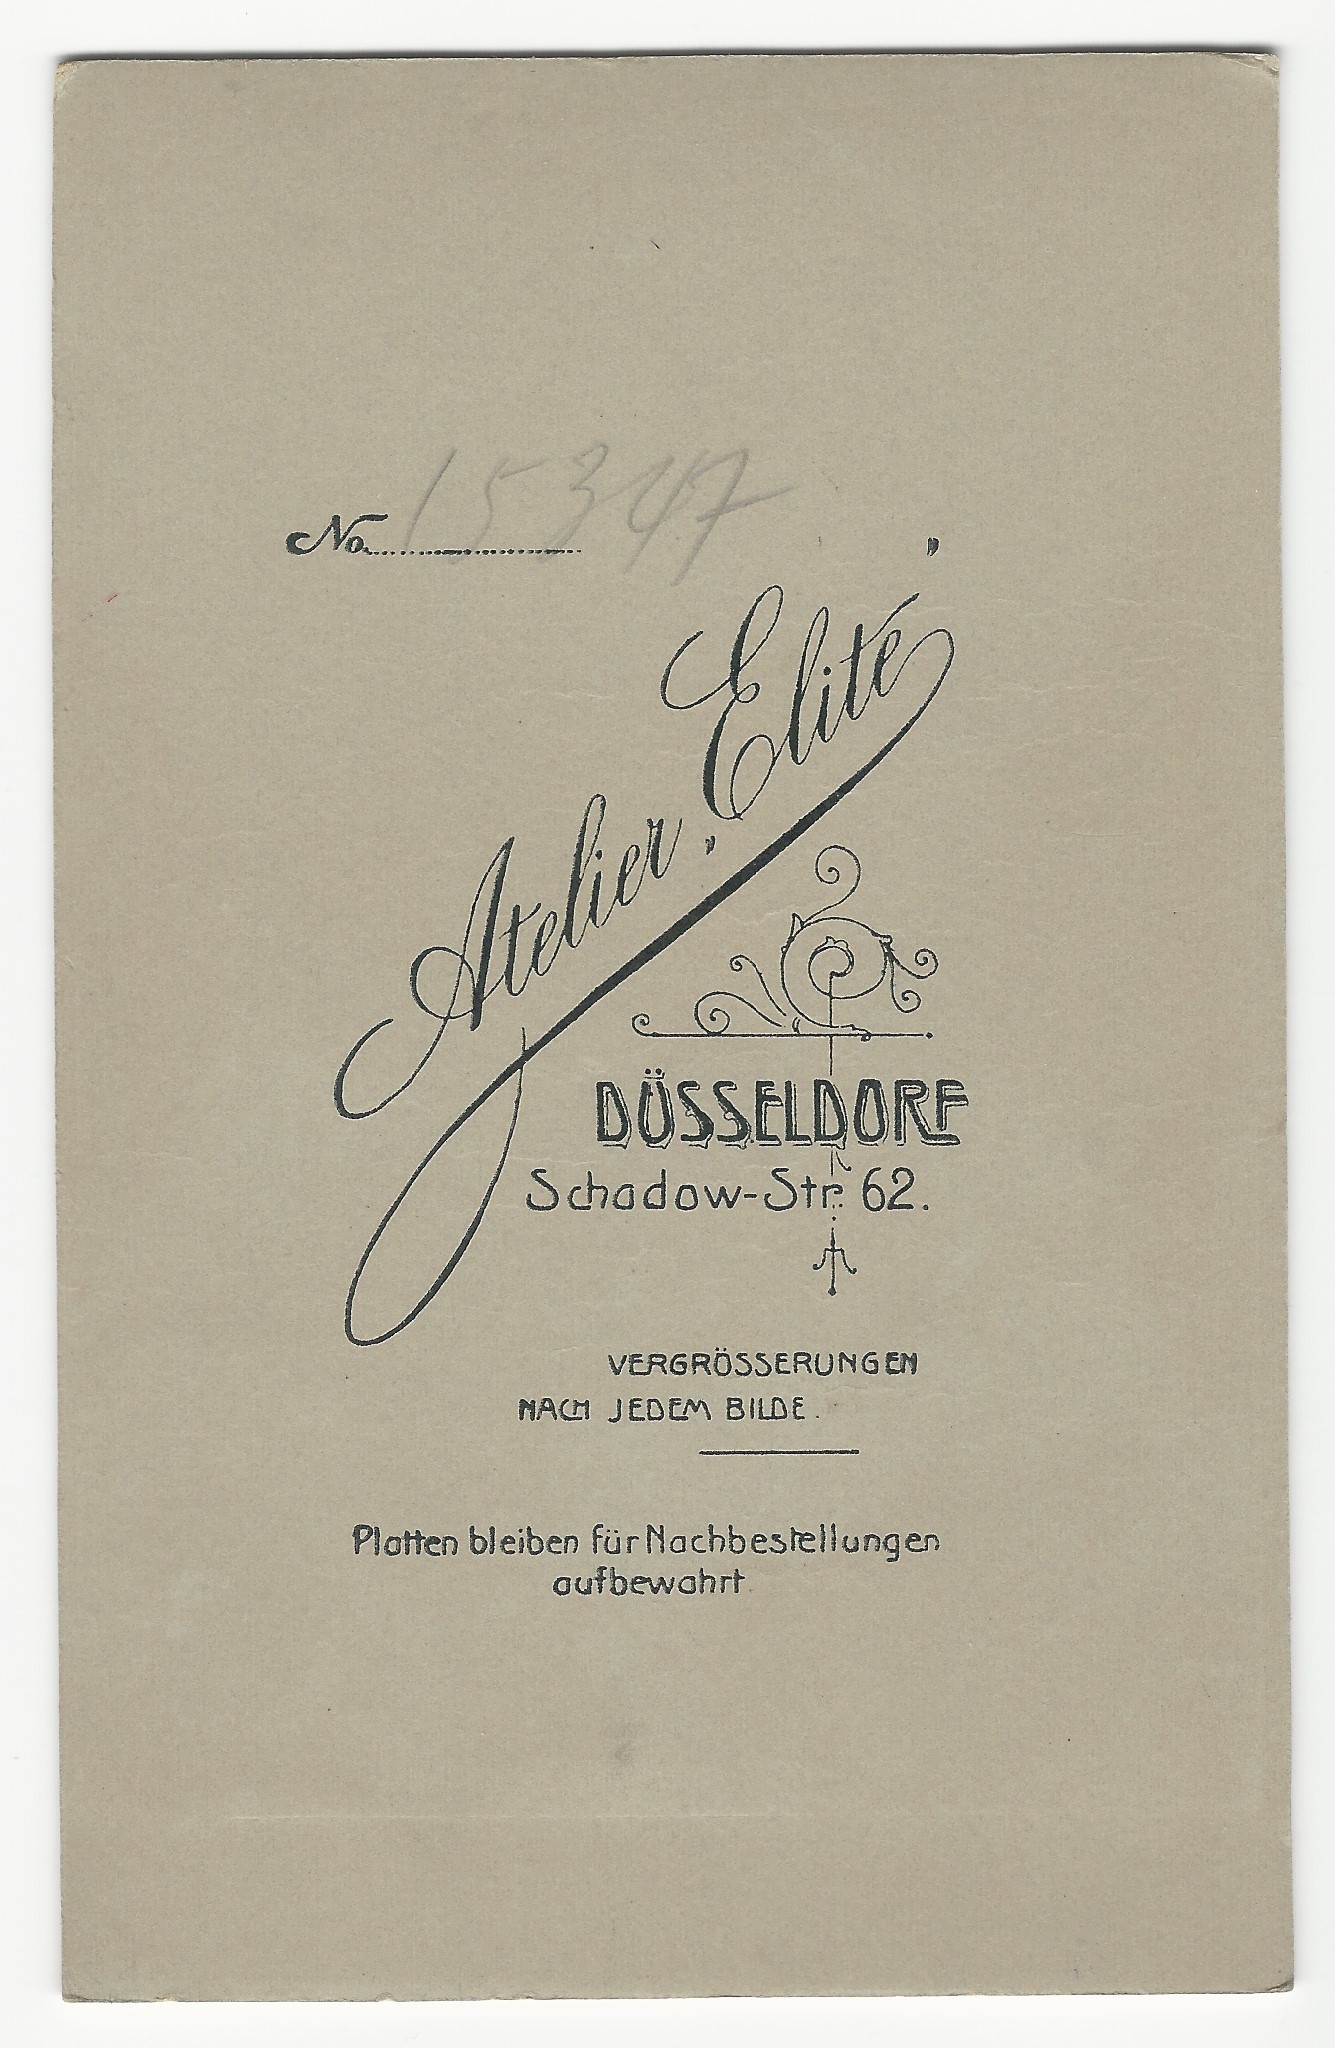 No. 15347
Atelier „Elite”
DÜSSELDORF
Schadow-Str. 62.
VERGRÖSSERUNGEN
NACH JEDEM BILDE.
Platten bleiben für Nachbestellungen
aufbewahrt.